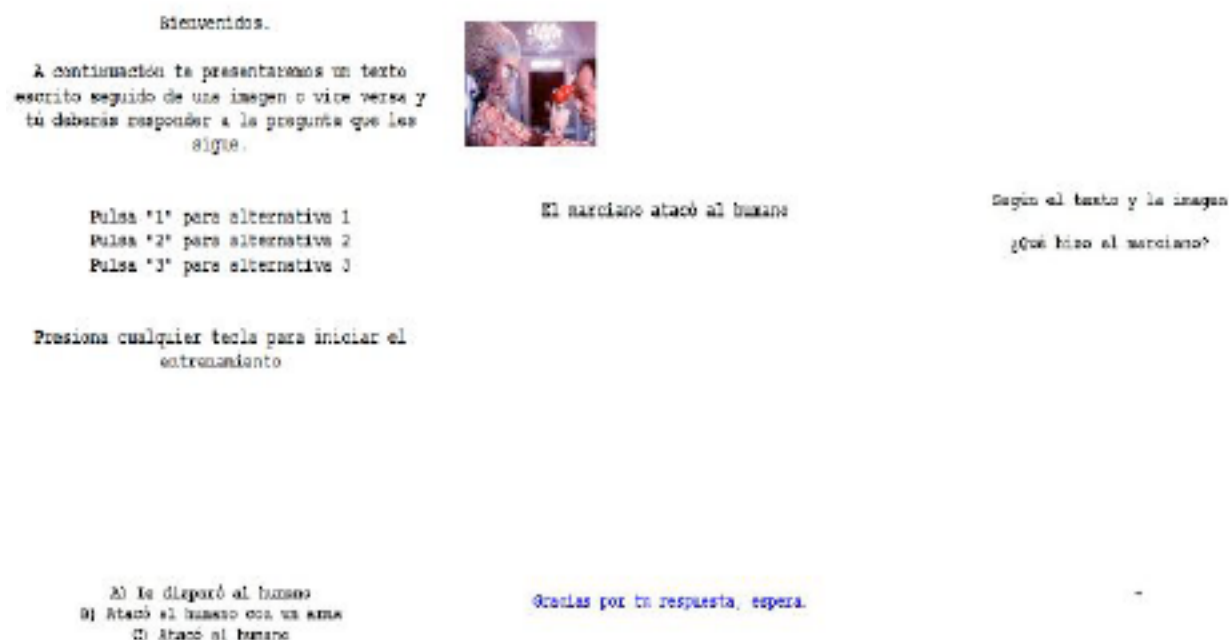 Bienvenidos.
A continuación te presentaremos un texto
escrito seguido de una imagen o vice versa y
tú deberás responder a la pregunta que les
sigue.
Pulsa "1" para alternativa 1
Pulsa "2" para alternativa 2
Pulsa "3" para alternativa 3
Presiona cualquier tecla para iniciar el
entrenamiento
El marciano atacó al humano
Según el texto y la imagen
¿Qué hizo el marciano?
A) Le disparó al humano
B) Atacó al humano con un arma
C) Atacó al humano
Gracias por tu respuesta, espera.
-